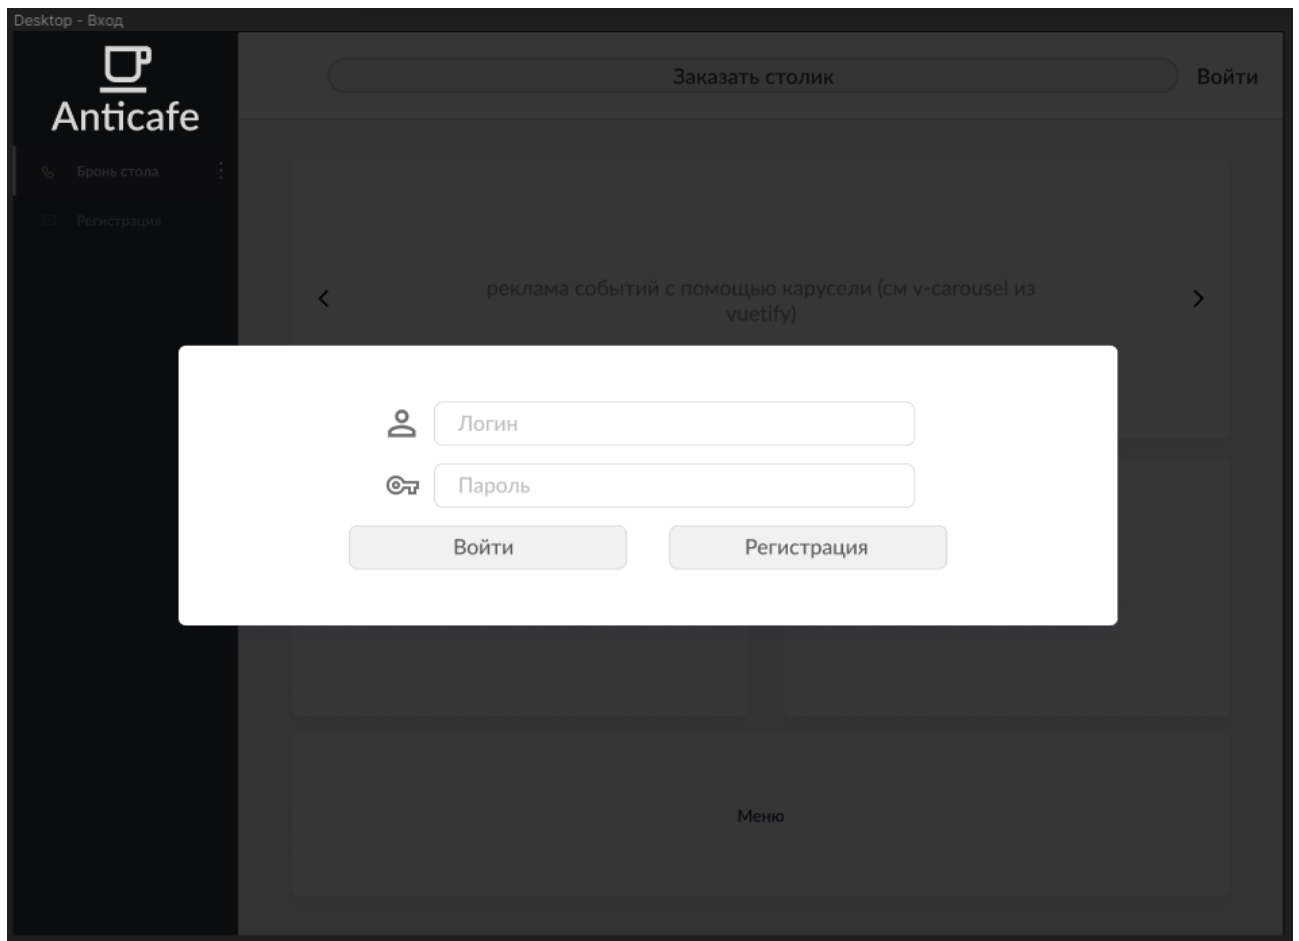 Desktop - Вход
Anticafe
Заказать столик
Войти
Бронь стола
Регистрация
реклама событий с помощью карусели (см v-carousel из
vuetify)
Логин
Пароль
Войти
Регистрация
Меню